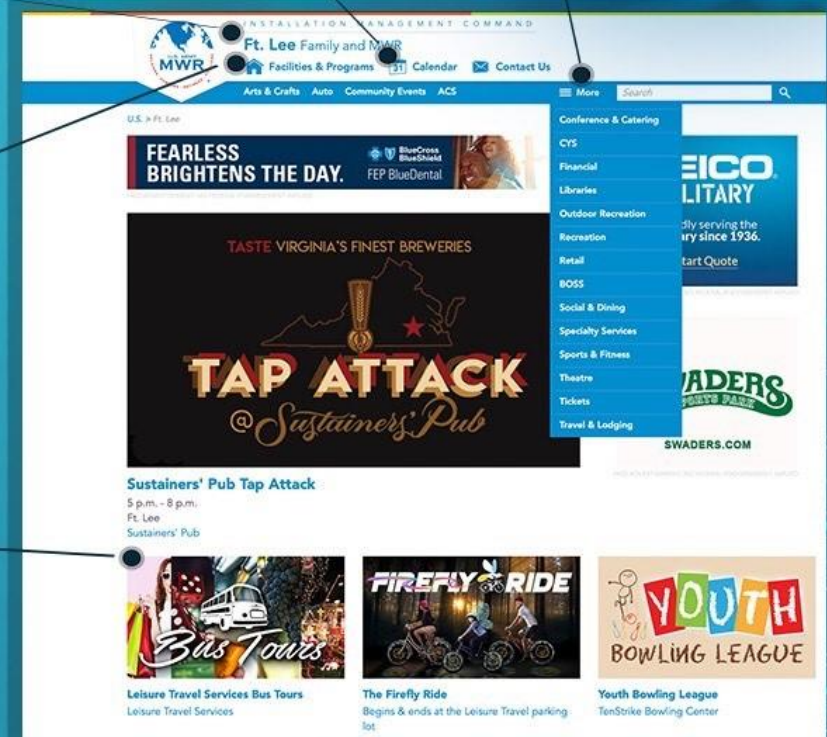 INSTALLATION MANAGEMENT COMMAND
U.S. ARMY
MWR
Ft. Lee Family and MWR
Facilities & Programs
31 Calendar
Contact Us
Arts & Crafts Auto Community Events ACS
More
Search
U.S. > Ft. Lee
FEARLESS
BRIGHTENS THE DAY.
BlueCross
BlueShield
FEP BlueDental
Conference & Catering
CYS
Financial
Libraries
Outdoor Recreation
Recreation
Retail
BOSS
Social & Dining
Specialty Services
Sports & Fitness
Theatre
Tickets
Travel & Lodging
EICO
LITARY
dly serving the
ary since 1936.
tart Quote
TASTE VIRGINIA'S FINEST BREWERIES
TAP ATTACK
@ Sustainers' Pub
ADERS
PORTS PARK
SWADERS.COM
Sustainers' Pub Tap Attack
5 p.m. - 8 p.m.
Ft. Lee
Sustainers' Pub
Bus Tours
FIREFLY RIDE
YOUTH
BOWLING LEAGUE
Leisure Travel Services Bus Tours
Leisure Travel Services
The Firefly Ride
Begins & ends at the Leisure Travel parking
lot
Youth Bowling League
TenStrike Bowling Center